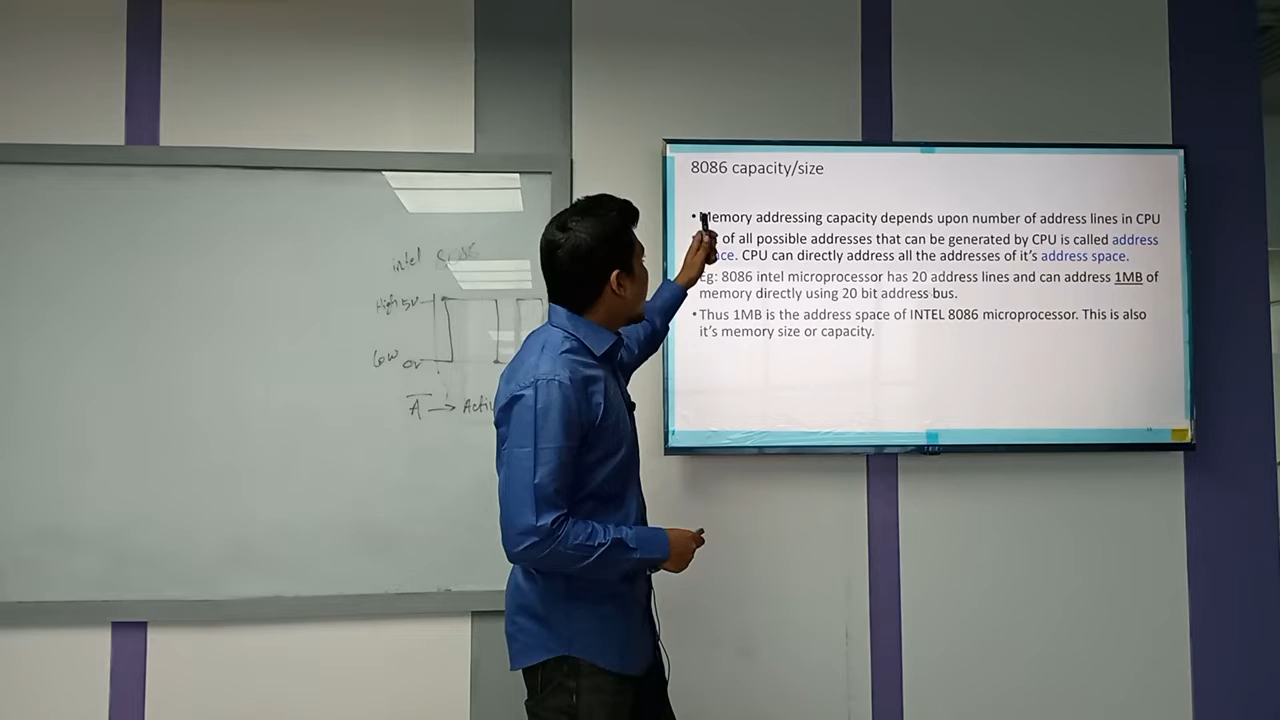 8086 capacity/size
• Memory addressing capacity depends upon number of address lines in CPU
of all possible addresses that can be generated by CPU is called address
ce. CPU can directly address all the addresses of it's address space.
Eg: 8086 intel microprocessor has 20 address lines and can address 1MB of
memory directly using 20 bit address bus.
• Thus 1MB is the address space of INTEL 8086 microprocessor. This is also
it's memory size or capacity.
intel 8086
High 5V
Low 0V
A → Activ